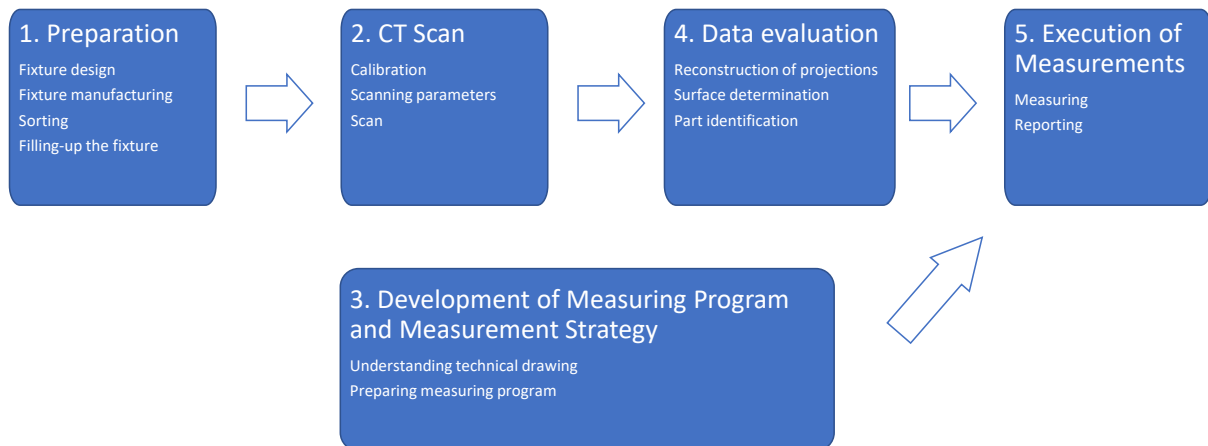 1. Preparation
Fixture design
Fixture manufacturing
Sorting
Filling-up the fixture
2. CT Scan
Calibration
Scanning parameters
Scan
4. Data evaluation
Reconstruction of projections
Surface determination
Part identification
5. Execution of
Measurements
Measuring
Reporting
3. Development of Measuring Program
and Measurement Strategy
Understanding technical drawing
Preparing measuring program